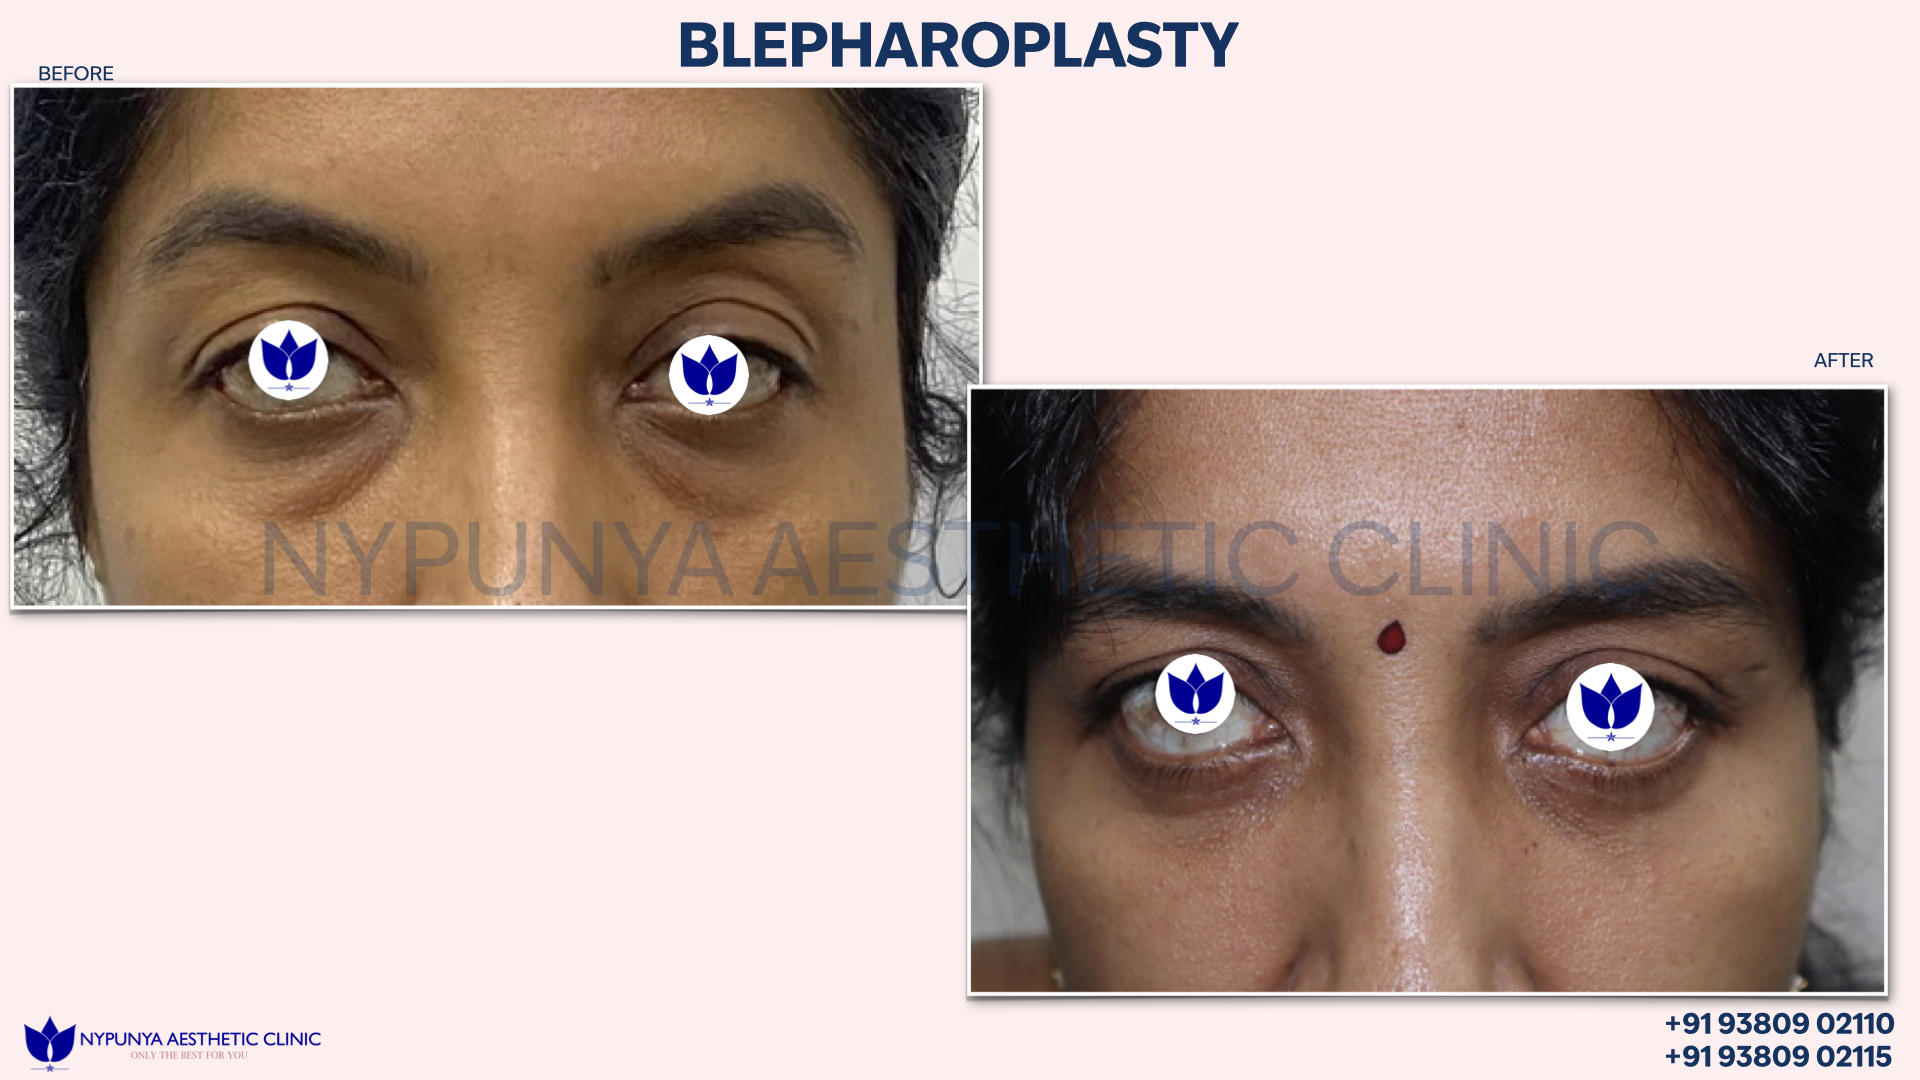 BLEPHAROPLASTY
BEFORE
AFTER
NYPUNYA AESTHETIC CLINIC
NYPUNYA AESTHETIC CLINIC
ONLY THE BEST FOR YOU
+91 93809 02110
+91 93809 02115